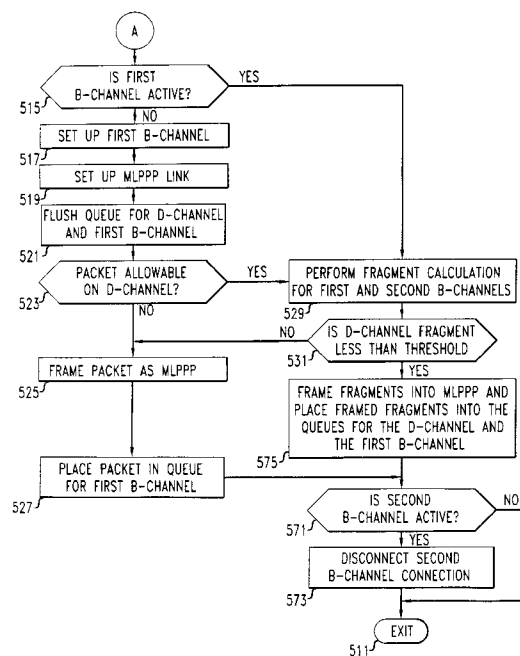 A
IS FIRST
B-CHANNEL ACTIVE?
YES
515
NO
SET UP FIRST B-CHANNEL
517
SET UP MLPPP LINK
519
FLUSH QUEUE FOR D-CHANNEL
AND FIRST B-CHANNEL
521
PACKET ALLOWABLE
ON D-CHANNEL?
YES
523
NO
PERFORM FRAGMENT CALCULATION
FOR FIRST AND SECOND B-CHANNELS
529
NO
IS D-CHANNEL FRAGMENT
LESS THAN THRESHOLD
531
YES
FRAME PACKET AS MLPPP
525
FRAME FRAGMENTS INTO MLPPP AND
PLACE FRAMED FRAGMENTS INTO THE
QUEUES FOR THE D-CHANNEL AND
THE FIRST B-CHANNEL
575
PLACE PACKET IN QUEUE
FOR FIRST B-CHANNEL
527
IS SECOND
B-CHANNEL ACTIVE?
NO
571
YES
DISCONNECT SECOND
B-CHANNEL CONNECTION
573
EXIT
511